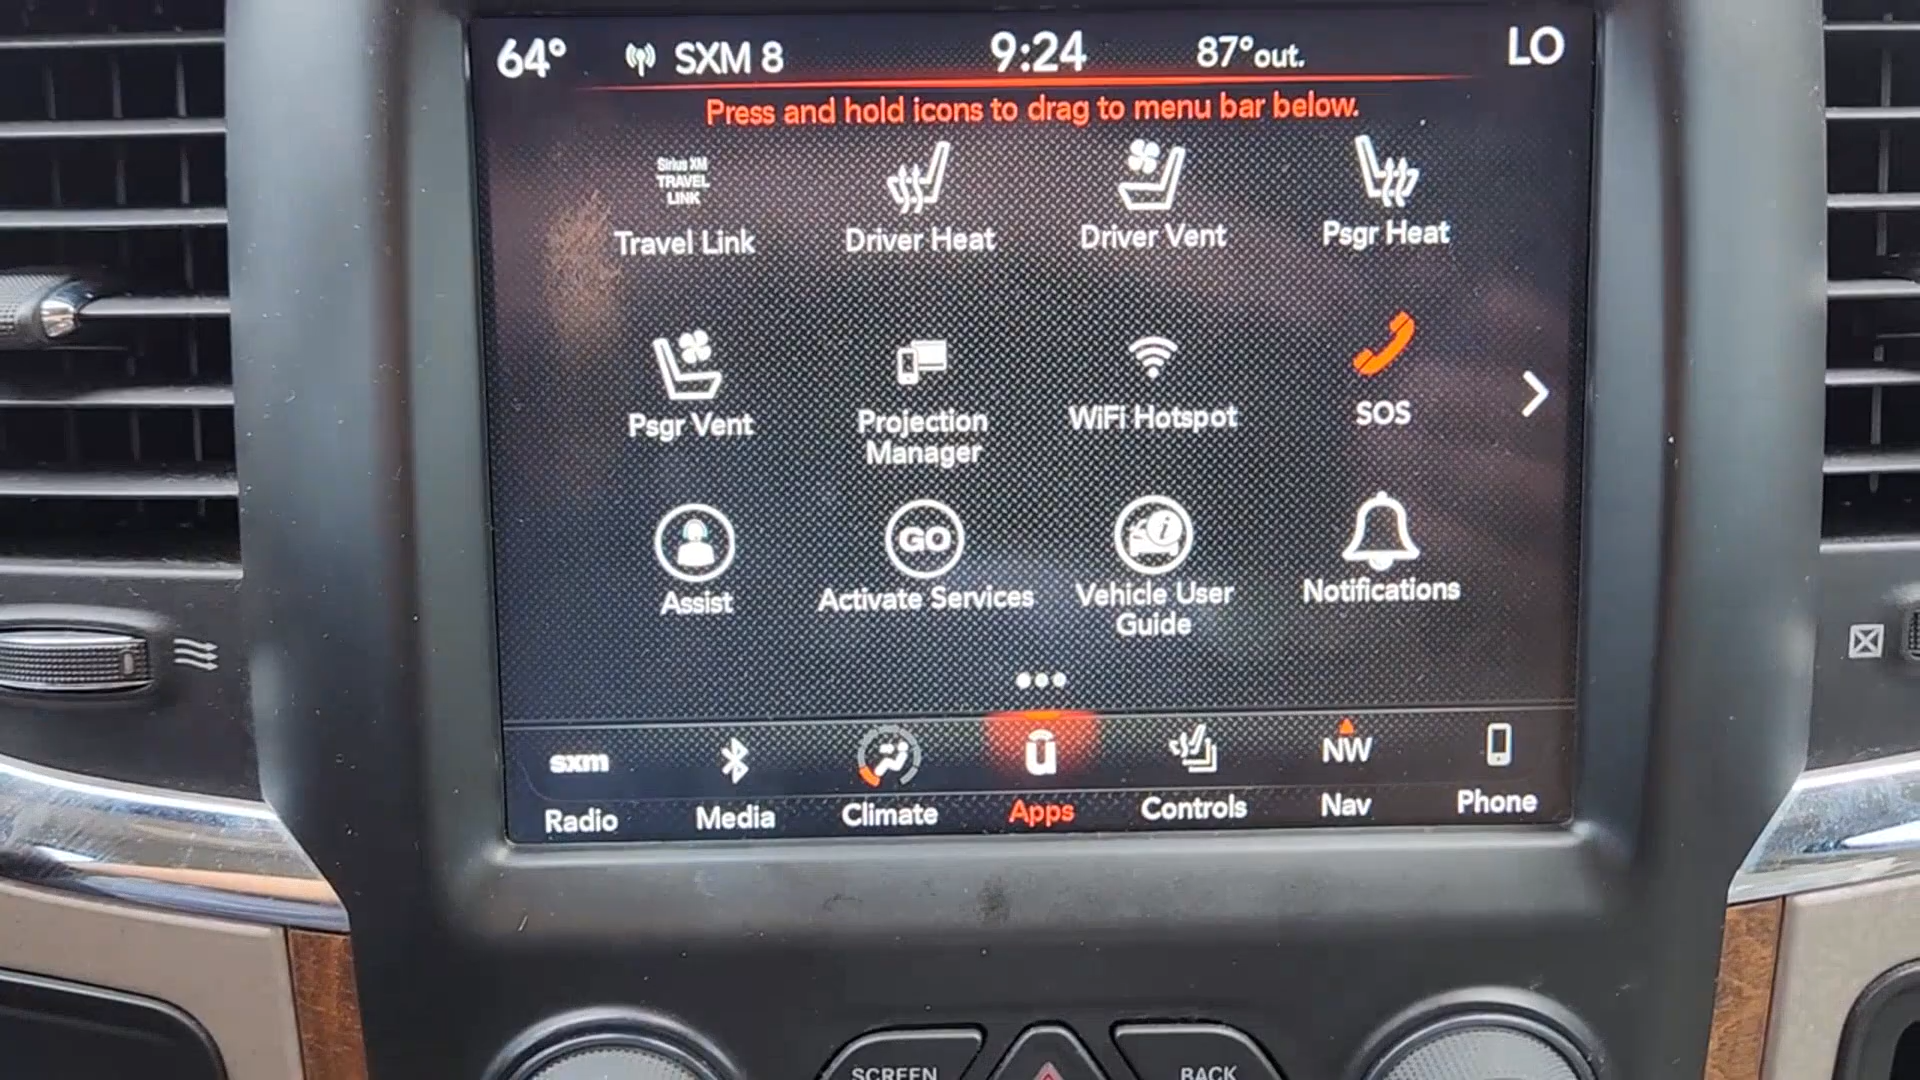 64° SXM 8 9:24 87°out. LO
Press and hold icons to drag to menu bar below.
Sirius XM
TRAVEL
LINK
Travel Link Driver Heat Driver Vent Psgr Heat
Psgr Vent Projection WiFi Hotspot SOS
Manager
GO
Assist Activate Services Vehicle User Notifications
Guide
sxm ū NW
Radio Media Climate Apps Controls Nav Phone
SCREEN BACK